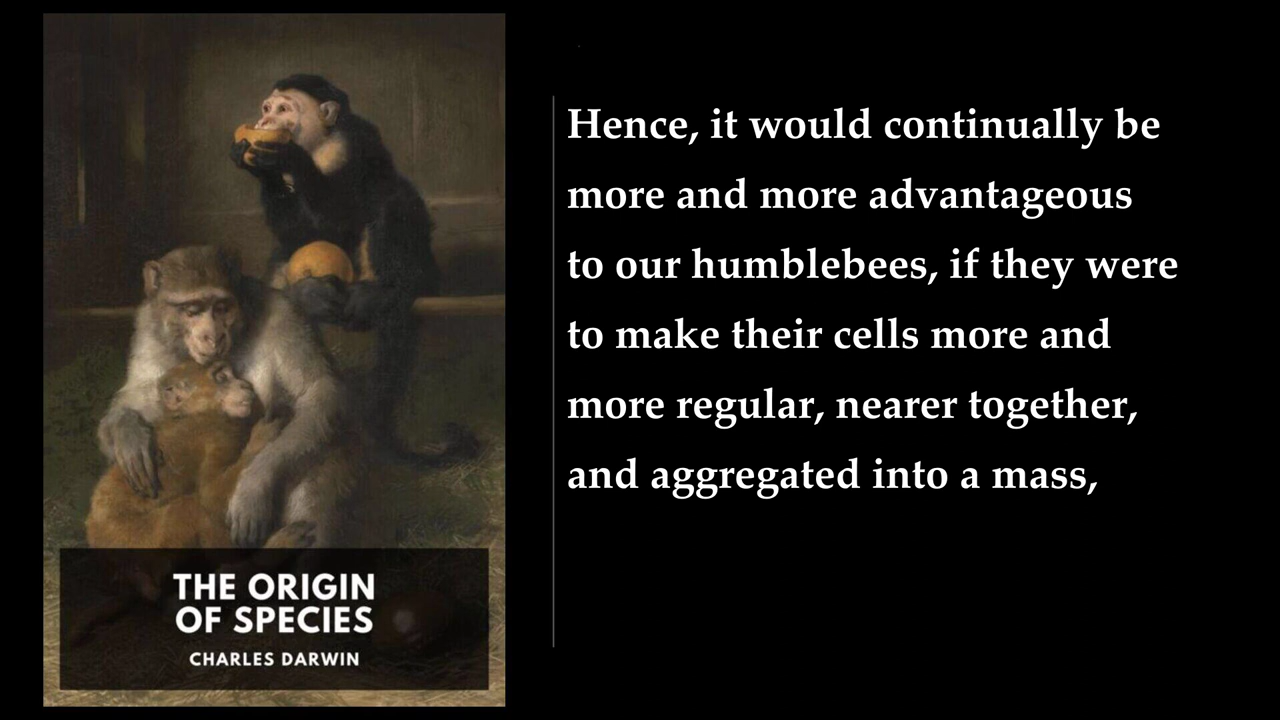 Hence, it would continually be
more and more advantageous
to our humblebees, if they were
to make their cells more and
more regular, nearer together,
and aggregated into a mass,
THE ORIGIN
OF SPECIES
CHARLES DARWIN